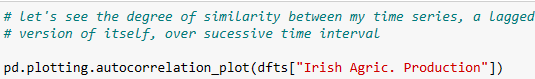 # let's see the degree of similarity between my time series, a lagged
# version of itself, over sucessive time interval
pd.plotting.autocorrelation_plot(dfts["Irish Agric. Production"])